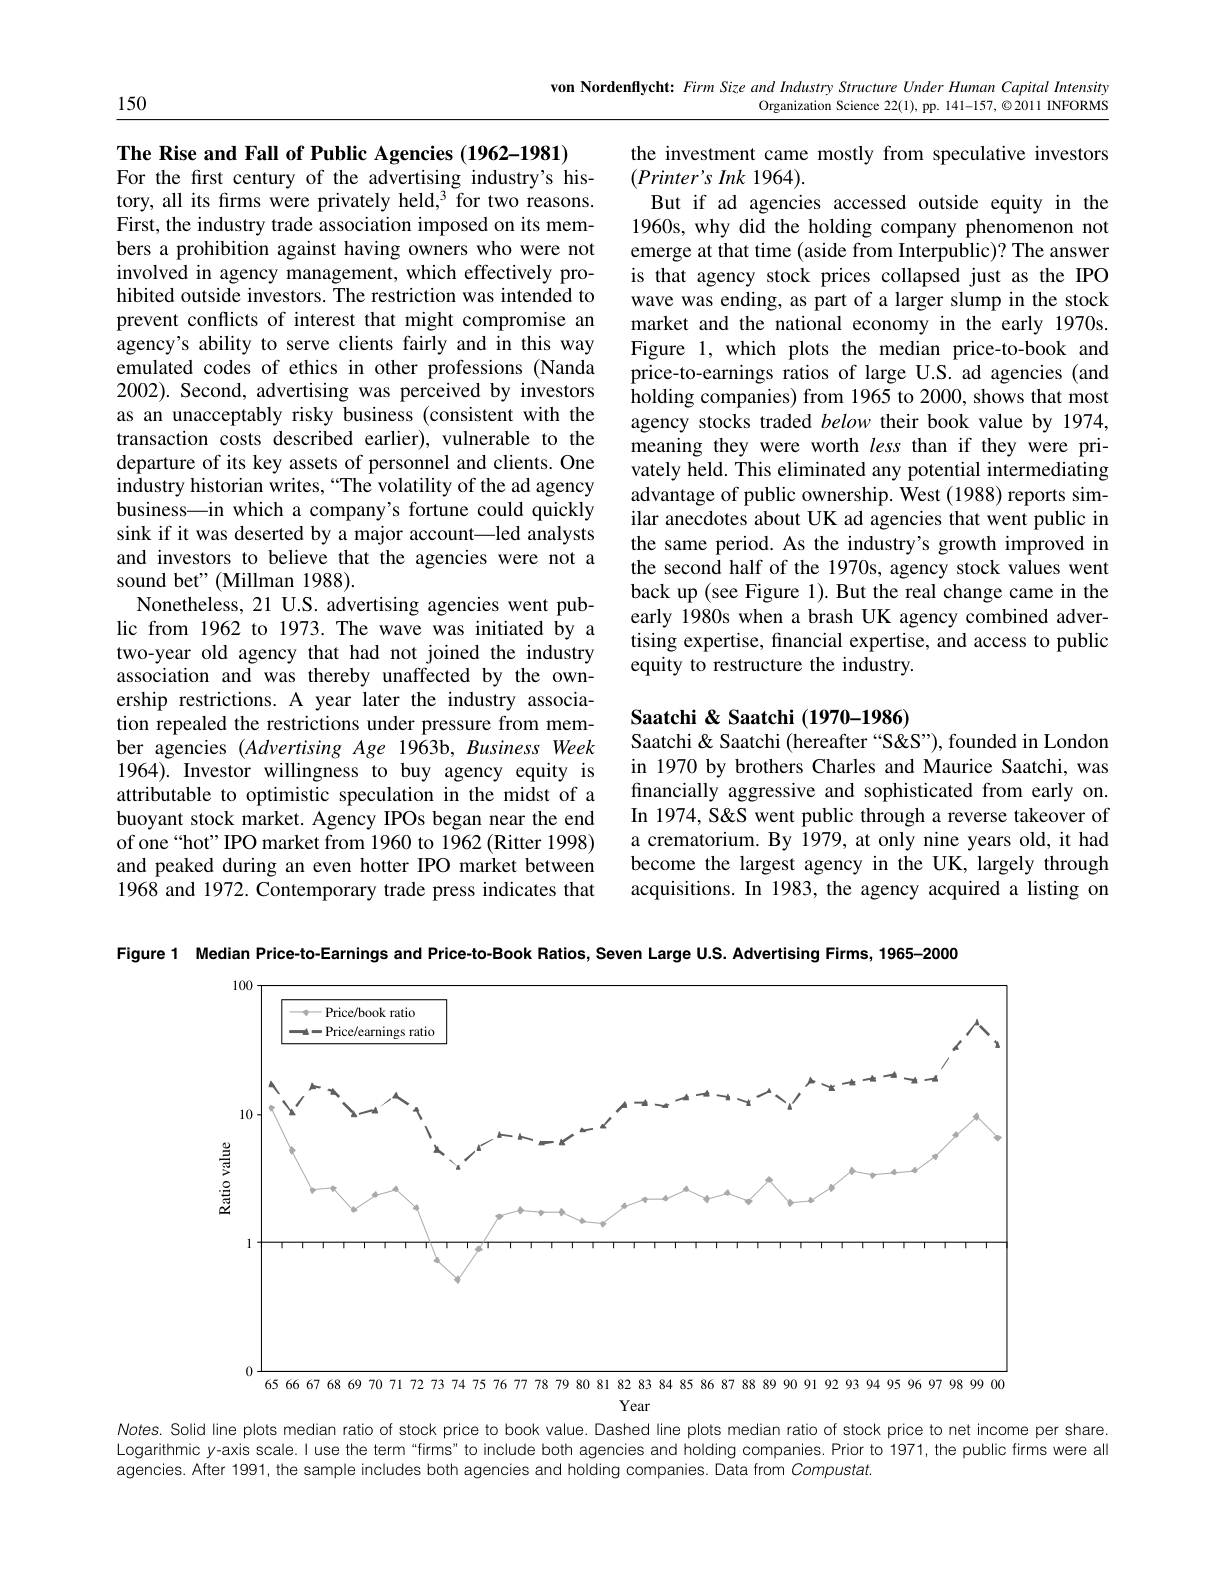 von Nordenflycht: Firm Size and Industry Structure Under Human Capital Intensity
150
Organization Science 22(1), pp. 141–157, © 2011 INFORMS
The Rise and Fall of Public Agencies (1962–1981)
For the first century of the advertising industry's his-
tory, all its firms were privately held,3 for two reasons.
First, the industry trade association imposed on its mem-
bers a prohibition against having owners who were not
involved in agency management, which effectively pro-
hibited outside investors. The restriction was intended to
prevent conflicts of interest that might compromise an
agency's ability to serve clients fairly and in this way
emulated codes of ethics in other professions (Nanda
2002). Second, advertising was perceived by investors
as an unacceptably risky business (consistent with the
transaction costs described earlier), vulnerable to the
departure of its key assets of personnel and clients. One
industry historian writes, “The volatility of the ad agency
business—in which a company's fortune could quickly
sink if it was deserted by a major account—led analysts
and investors to believe that the agencies were not a
sound bet” (Millman 1988).
Nonetheless, 21 U.S. advertising agencies went pub-
lic from 1962 to 1973. The wave was initiated by a
two-year old agency that had not joined the industry
association and was thereby unaffected by the own-
ership restrictions. A year later the industry associa-
tion repealed the restrictions under pressure from mem-
ber agencies (Advertising Age 1963b, Business Week
1964). Investor willingness to buy agency equity is
attributable to optimistic speculation in the midst of a
buoyant stock market. Agency IPOs began near the end
of one “hot” IPO market from 1960 to 1962 (Ritter 1998)
and peaked during an even hotter IPO market between
1968 and 1972. Contemporary trade press indicates that
the investment came mostly from speculative investors
(Printer's Ink 1964).
But if ad agencies accessed outside equity in the
1960s, why did the holding company phenomenon not
emerge at that time (aside from Interpublic)? The answer
is that agency stock prices collapsed just as the IPO
wave was ending, as part of a larger slump in the stock
market and the national economy in the early 1970s.
Figure 1, which plots the median price-to-book and
price-to-earnings ratios of large U.S. ad agencies (and
holding companies) from 1965 to 2000, shows that most
agency stocks traded below their book value by 1974,
meaning they were worth less than if they were pri-
vately held. This eliminated any potential intermediating
advantage of public ownership. West (1988) reports sim-
ilar anecdotes about UK ad agencies that went public in
the same period. As the industry's growth improved in
the second half of the 1970s, agency stock values went
back up (see Figure 1). But the real change came in the
early 1980s when a brash UK agency combined adver-
tising expertise, financial expertise, and access to public
equity to restructure the industry.
Saatchi & Saatchi (1970–1986)
Saatchi & Saatchi (hereafter “S&S”), founded in London
in 1970 by brothers Charles and Maurice Saatchi, was
financially aggressive and sophisticated from early on.
In 1974, S&S went public through a reverse takeover of
a crematorium. By 1979, at only nine years old, it had
become the largest agency in the UK, largely through
acquisitions. In 1983, the agency acquired a listing on
Figure 1 Median Price-to-Earnings and Price-to-Book Ratios, Seven Large U.S. Advertising Firms, 1965–2000
100
Price/book ratio
Price/earnings ratio
10
Ratio value
1
0
65 66 67 68 69 70 71 72 73 74 75 76 77 78 79 80 81 82 83 84 85 86 87 88 89 90 91 92 93 94 95 96 97 98 99 00
Year
Notes. Solid line plots median ratio of stock price to book value. Dashed line plots median ratio of stock price to net income per share.
Logarithmic y-axis scale. I use the term “firms” to include both agencies and holding companies. Prior to 1971, the public firms were all
agencies. After 1991, the sample includes both agencies and holding companies. Data from Compustat.